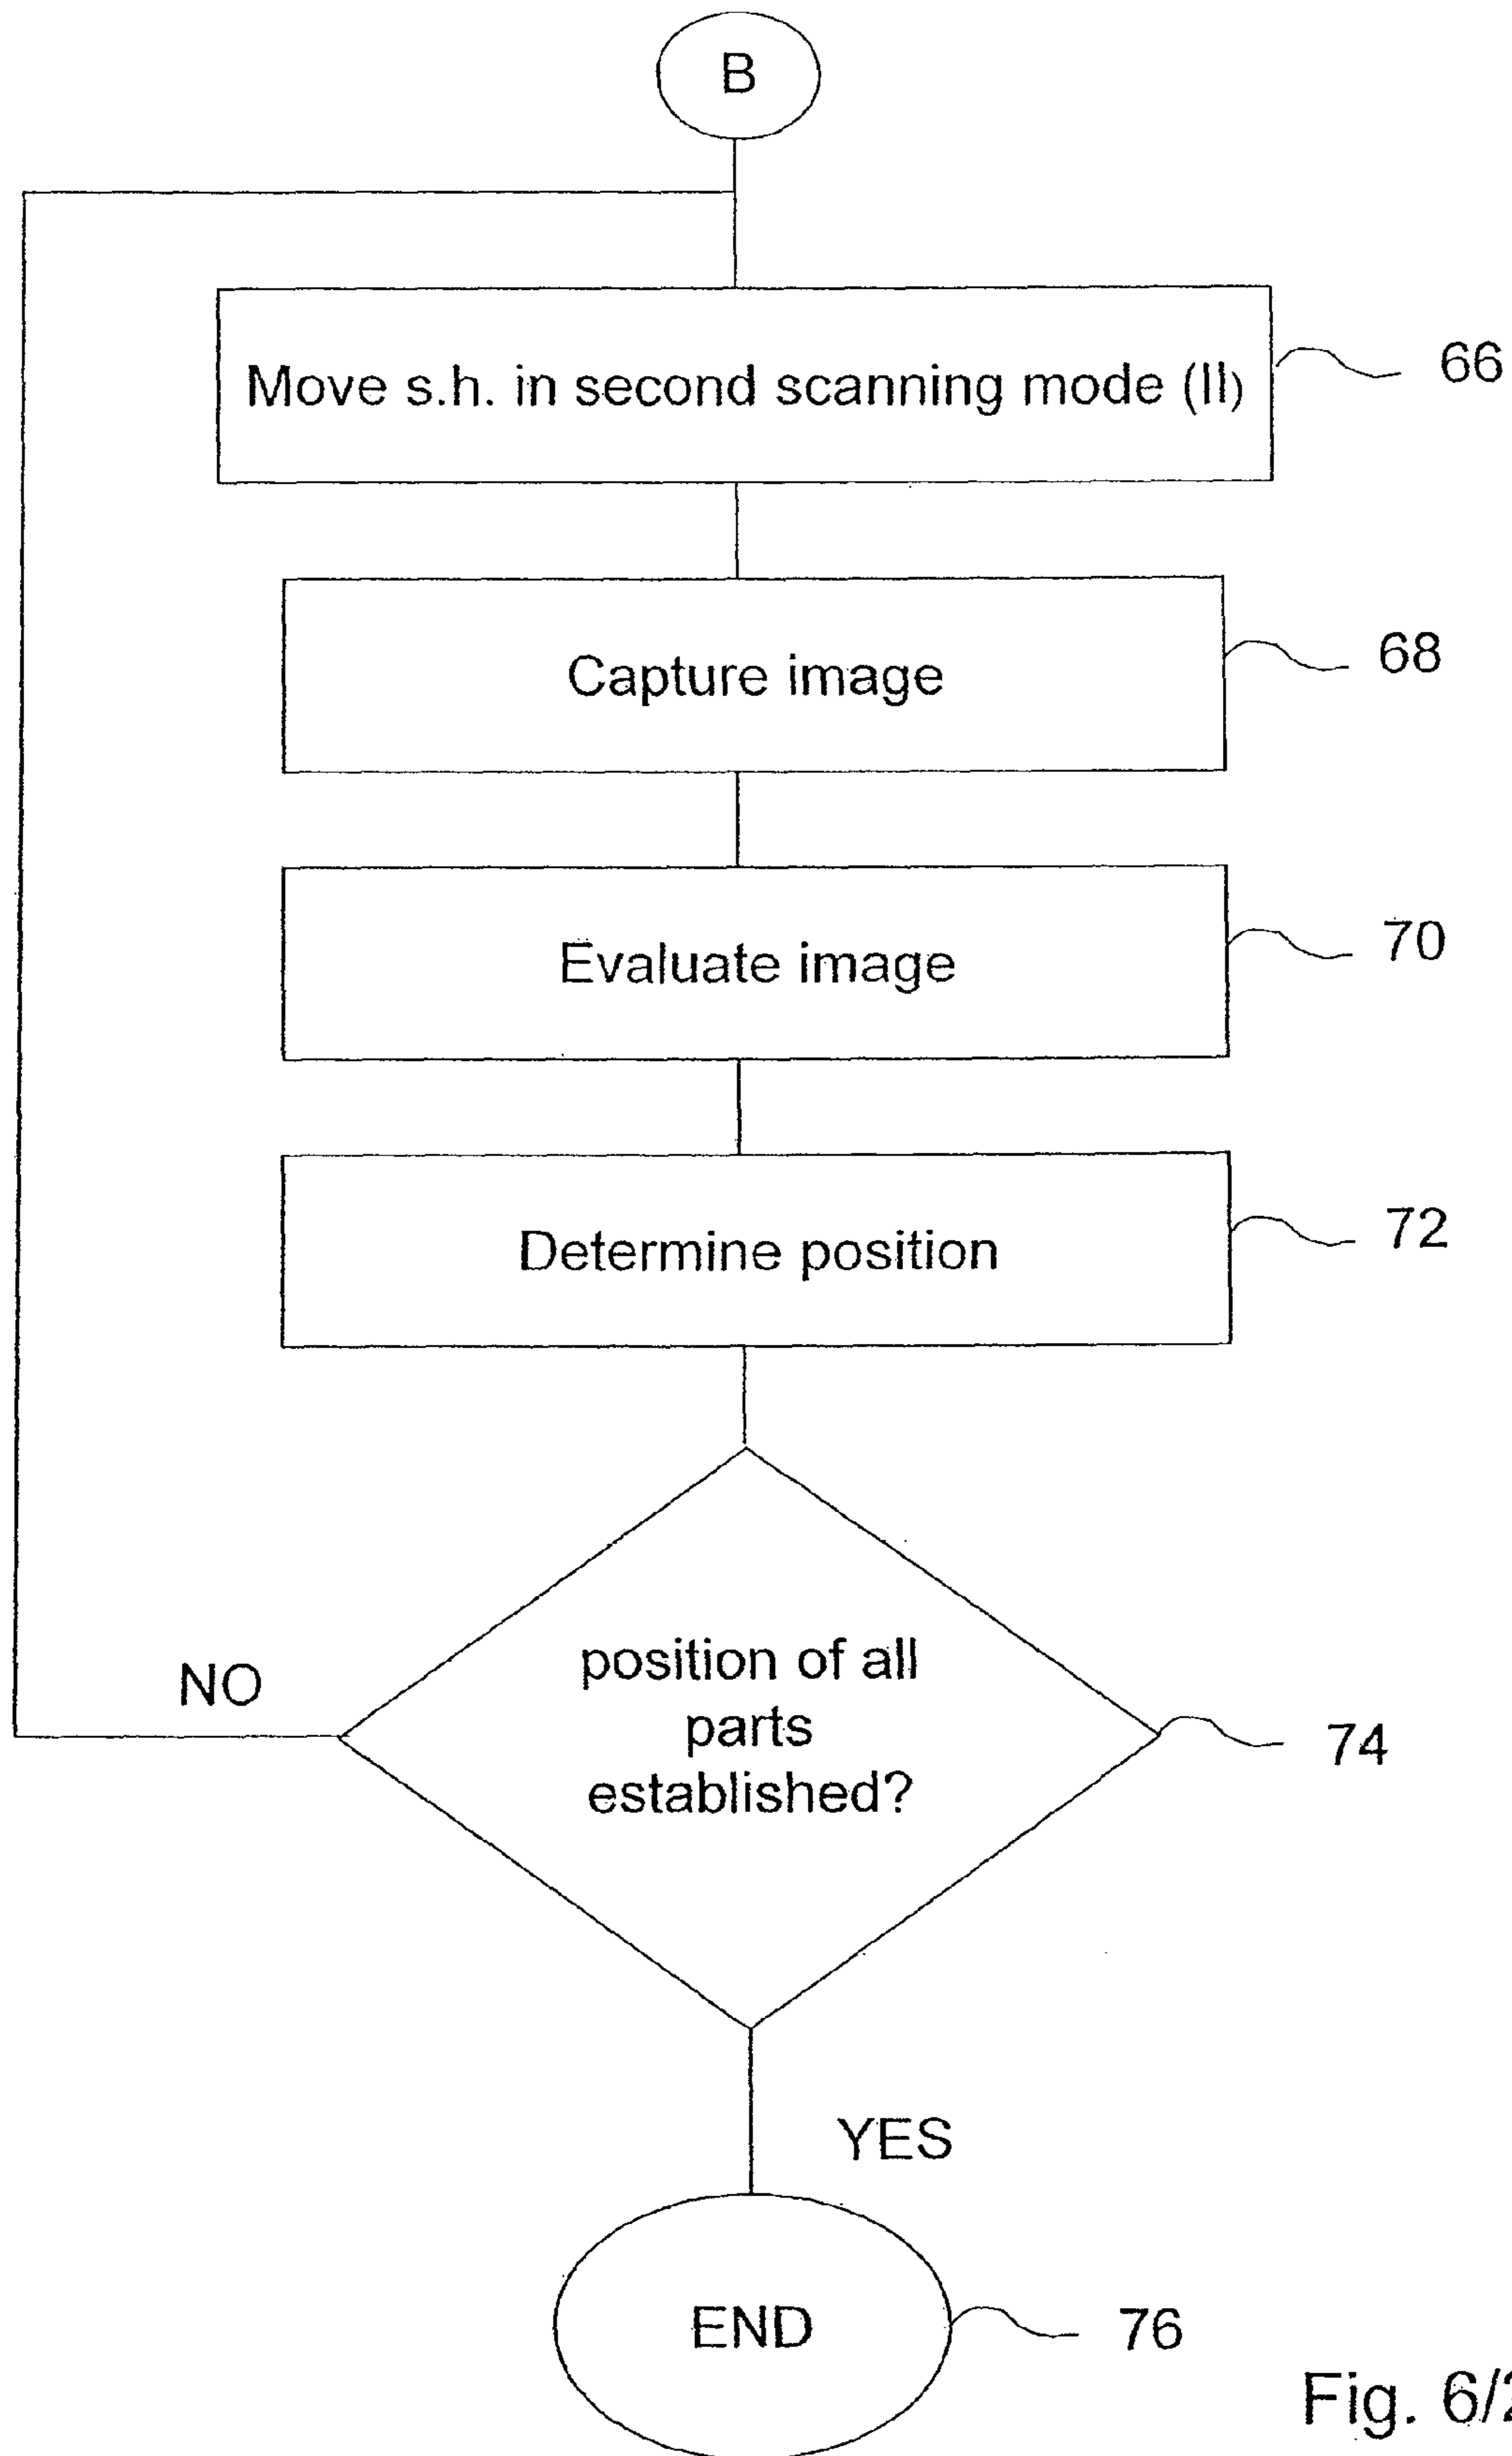 B
Move s.h. in second scanning mode (II)
66
Capture image
68
Evaluate image
70
Determine position
72
position of all
parts
established?
74
NO
YES
END
76
Fig. 6/2